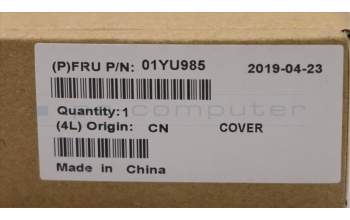 (P)FRU P/N: 01YU985 2019-04-23
computer
Quantity:1
(4L) Origin: CN COVER
Made in China